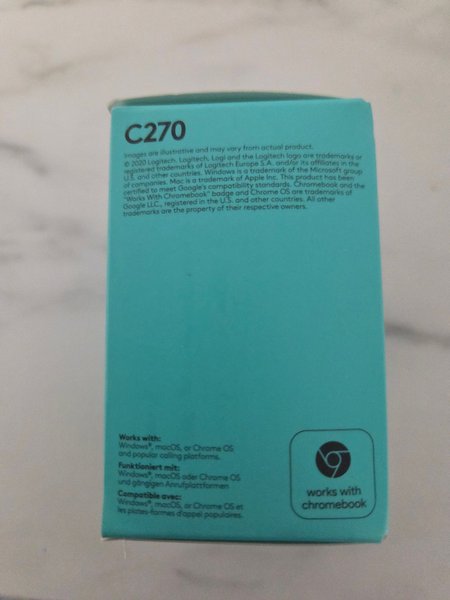 C270
Images are illustrative and may vary from actual product.
© 2020 Logitech. Logitech, Logi and the Logitech logo are trademarks or
registered trademarks of Logitech Europe S.A. and/or its affiliates in the
U.S. and other countries. Windows is a trademark of the Microsoft group
of companies. Mac is a trademark of Apple Inc. This product has been
certified to meet Google's compatibility standards. Chromebook and the
"Works With Chromebook" badge and Chrome OS are trademarks of
Google LLC., registered in the U.S. and other countries. All other
trademarks are the property of their respective owners.
Works with:
Windows®, macOS, or Chrome OS
and popular calling platforms.
Funktioniert mit:
Windows®, macOS oder Chrome OS
und gängigen Anrufplattformen
Compatible avec:
Windows®, macOS, or Chrome OS et
les plates-formes d'appel populaires.
works with
chromebook